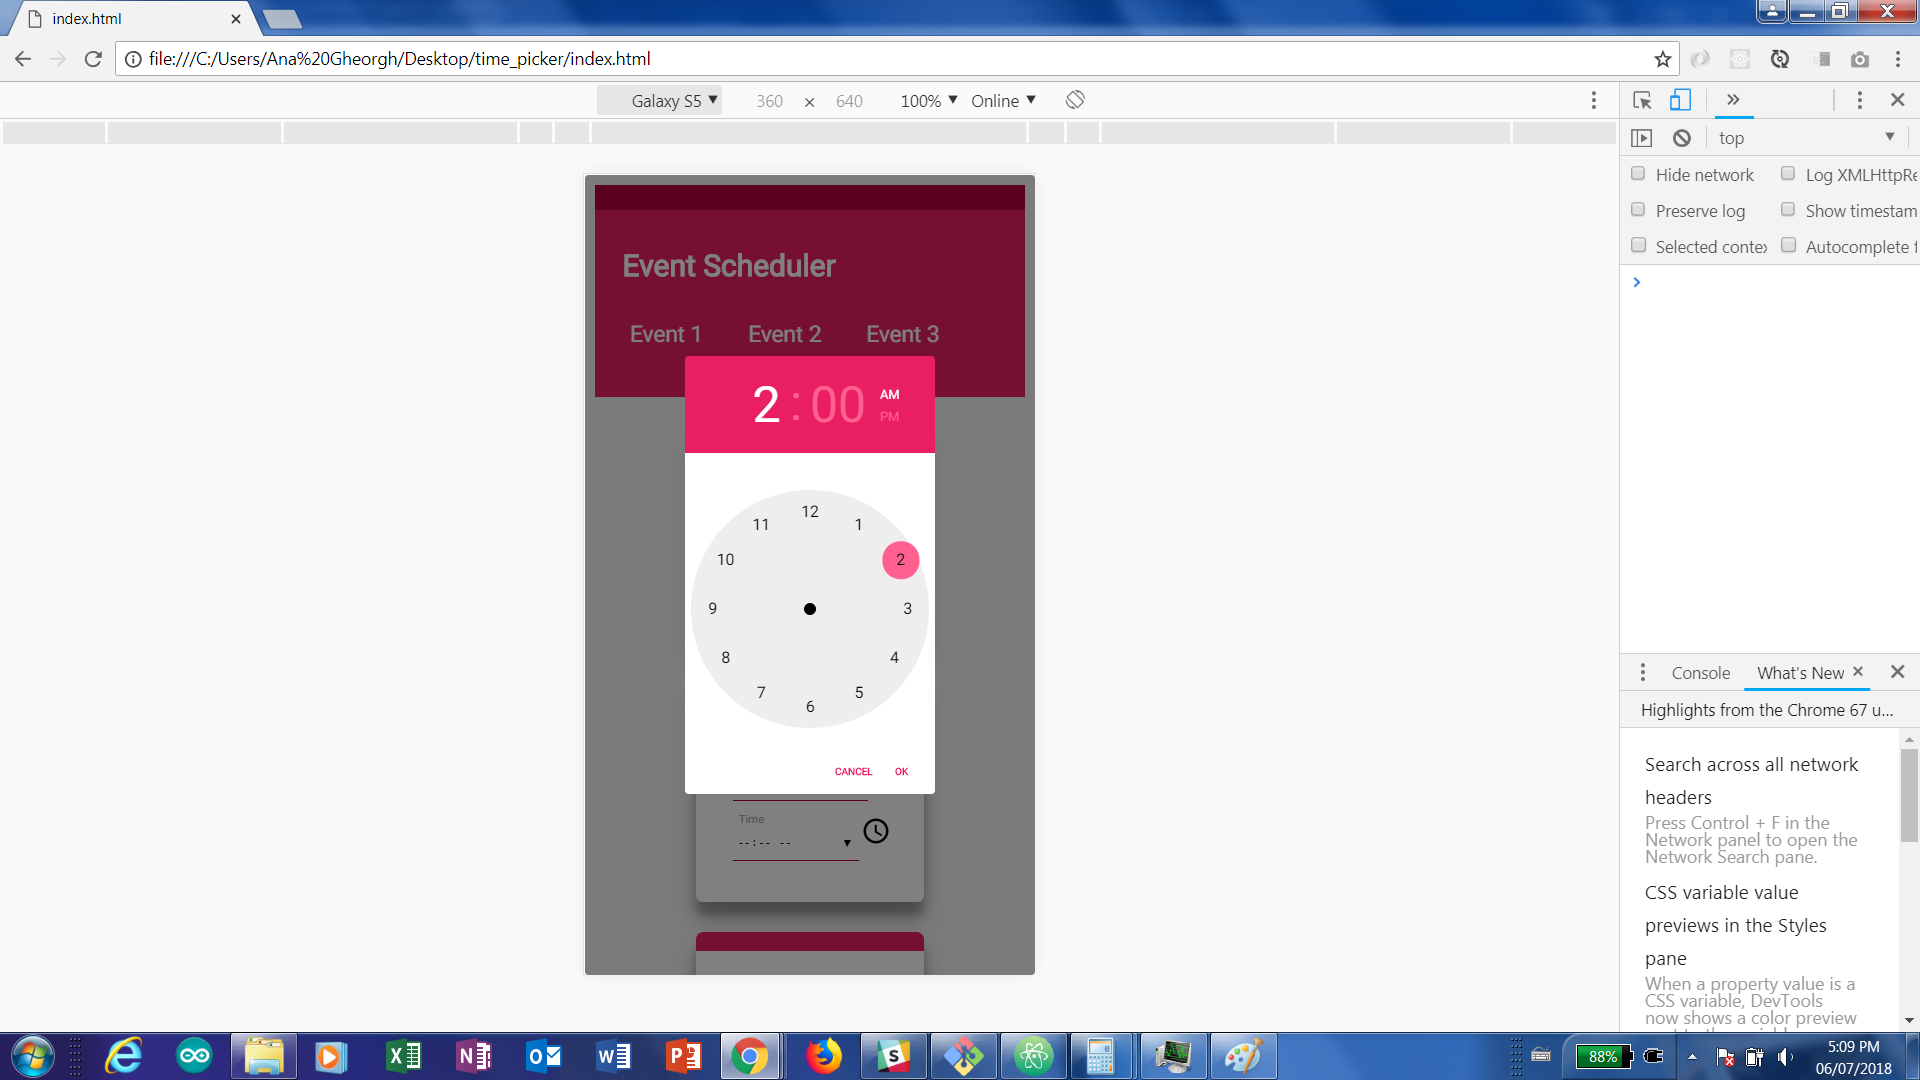 index.html
file:///C:/Users/Ana%20Gheorgh/Desktop/time_picker/index.html
Galaxy S5 ▼ 360 × 640 100% ▼ Online ▼
top
Hide network
Log XMLHttpRe
Preserve log
Show timestam
Selected contex
Autocomplete f
Event Scheduler
Event 1 Event 2 Event 3
2 : 00
AM
PM
12
11 1
10 2
9 3
8 4
7 5
6
CANCEL OK
Time
--:-- --
Console What's New
Highlights from the Chrome 67 u...
Search across all network
headers
Press Control + F in the
Network panel to open the
Network Search pane.
CSS variable value
previews in the Styles
pane
When a property value is a
CSS variable, DevTools
now shows a color preview
88%
5:09 PM
06/07/2018